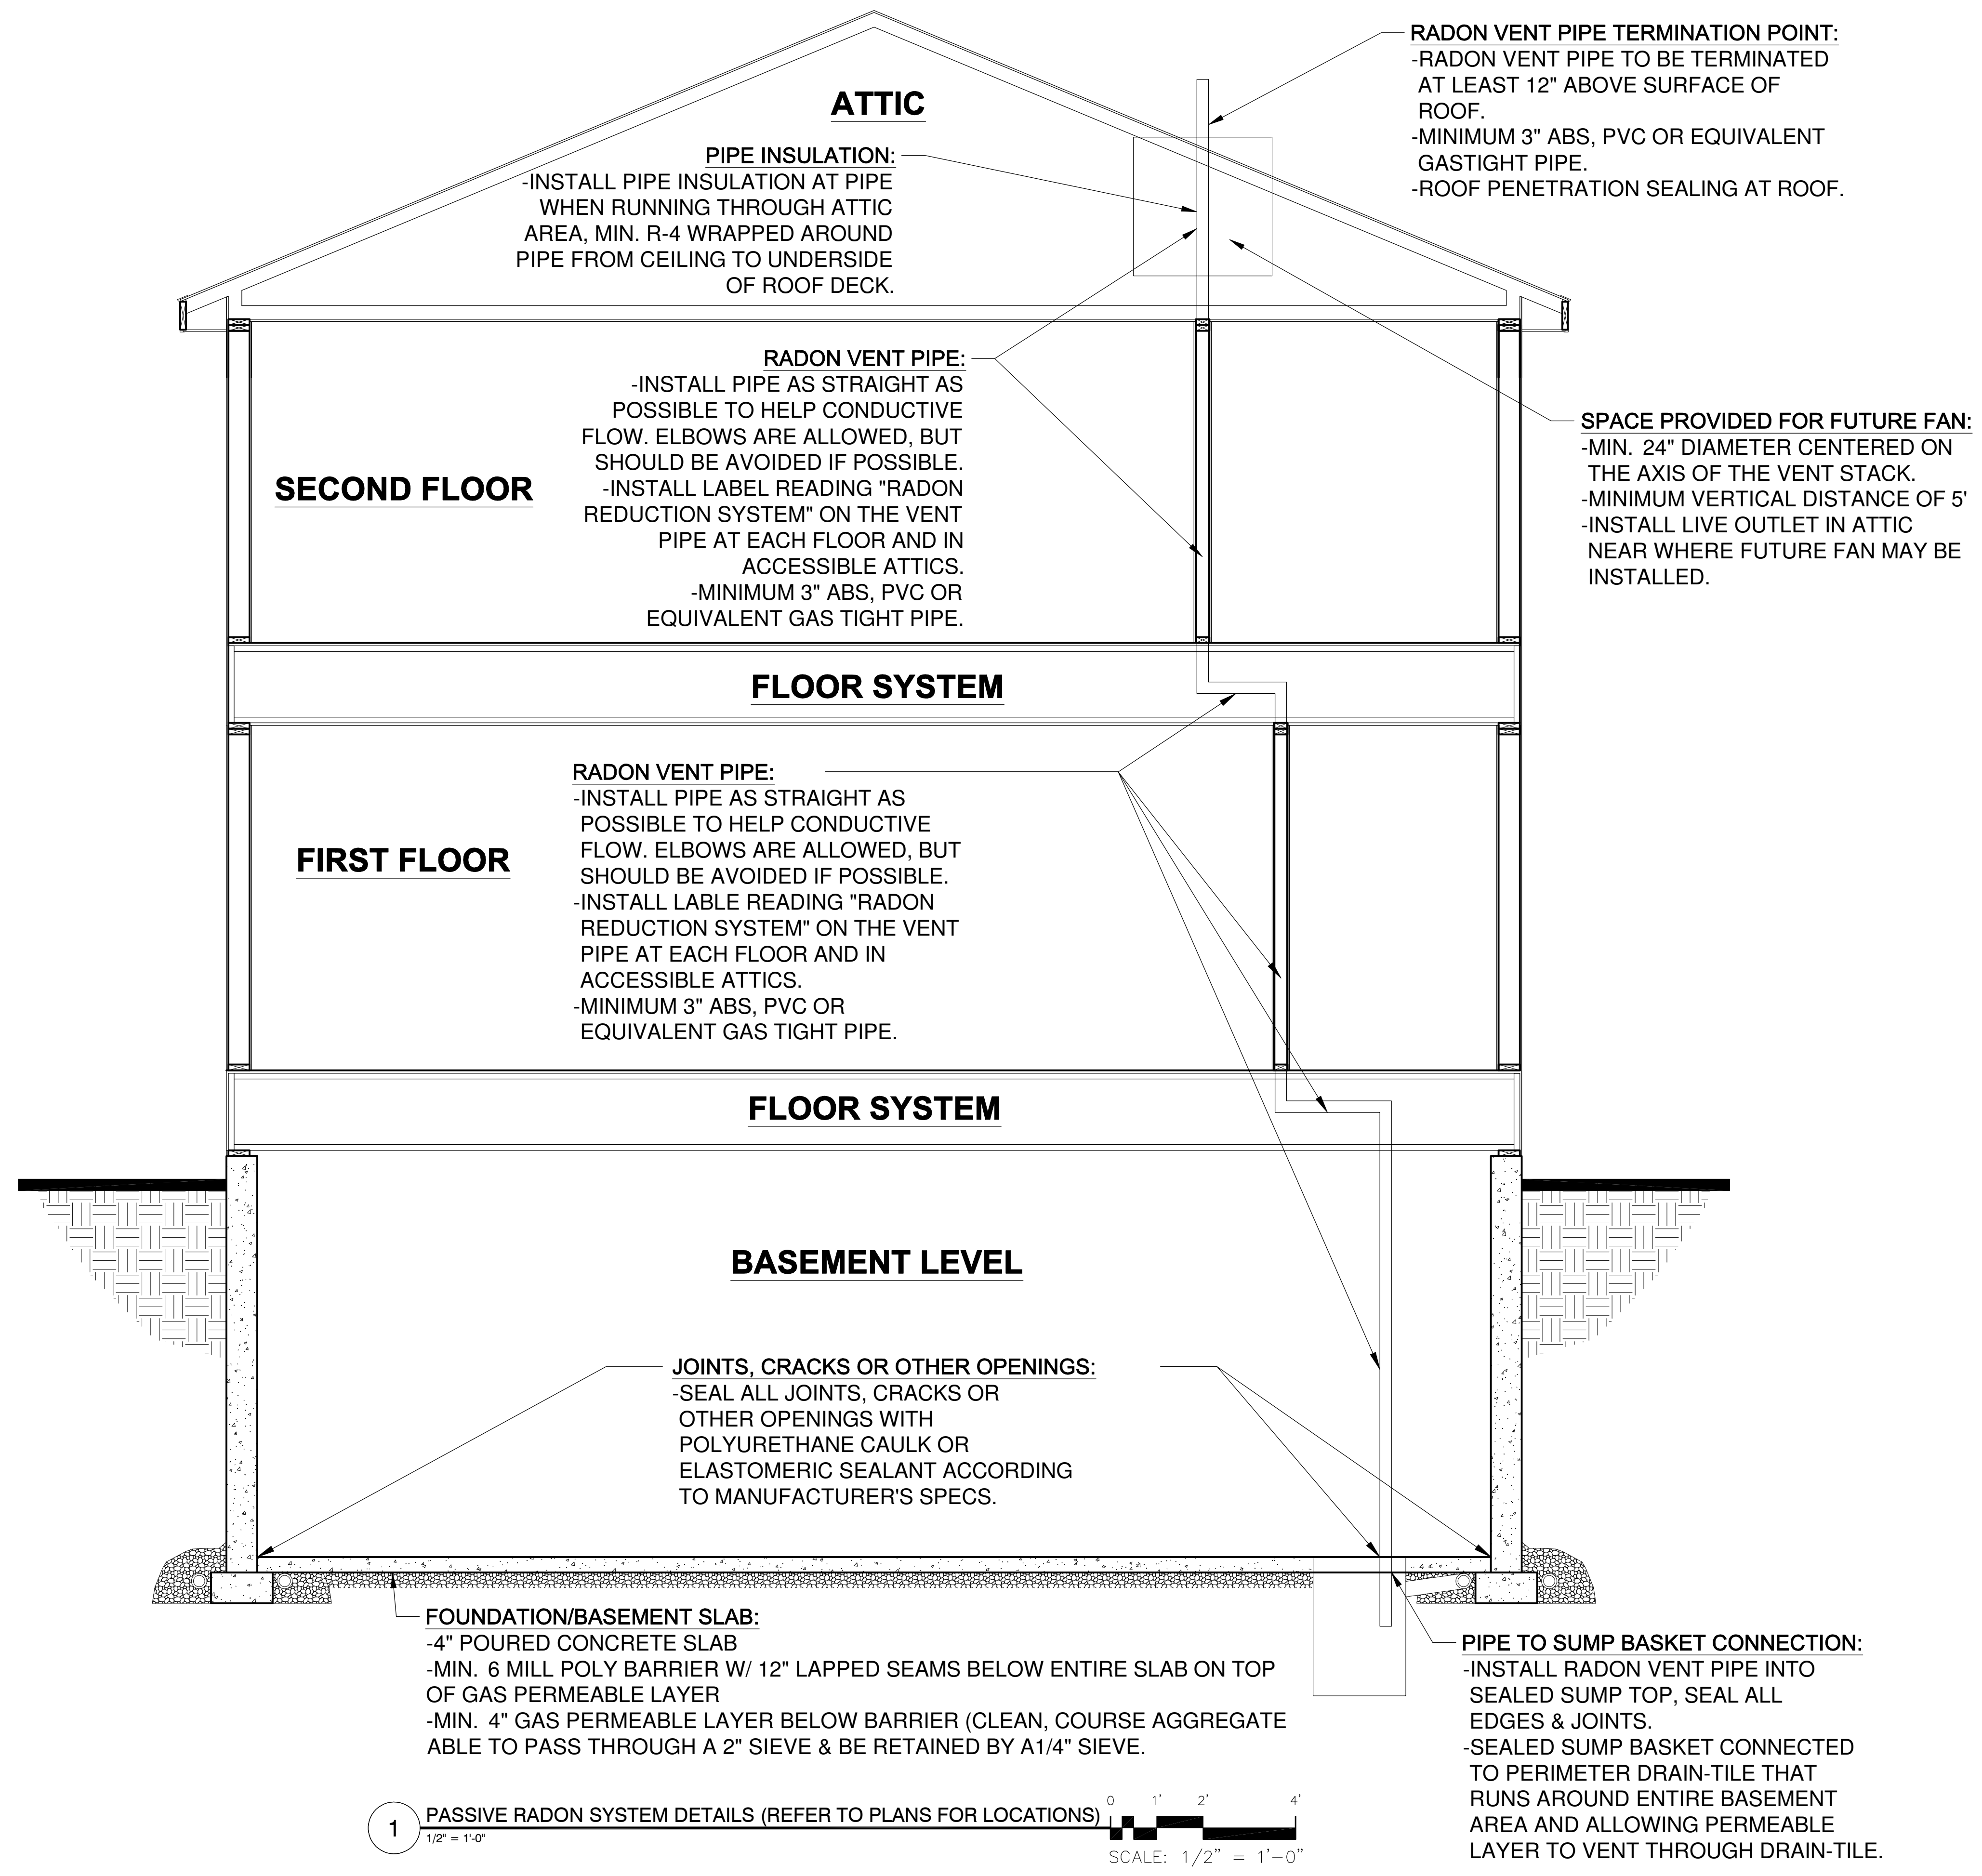 RADON VENT PIPE TERMINATION POINT:
-RADON VENT PIPE TO BE TERMINATED
AT LEAST 12" ABOVE SURFACE OF
ROOF.
-MINIMUM 3" ABS, PVC OR EQUIVALENT
GASTIGHT PIPE.
-ROOF PENETRATION SEALING AT ROOF.
ATTIC
PIPE INSULATION:
-INSTALL PIPE INSULATION AT PIPE
WHEN RUNNING THROUGH ATTIC
AREA, MIN. R-4 WRAPPED AROUND
PIPE FROM CEILING TO UNDERSIDE
OF ROOF DECK.
RADON VENT PIPE:
-INSTALL PIPE AS STRAIGHT AS
POSSIBLE TO HELP CONDUCTIVE
FLOW. ELBOWS ARE ALLOWED, BUT
SHOULD BE AVOIDED IF POSSIBLE.
-INSTALL LABEL READING "RADON
REDUCTION SYSTEM" ON THE VENT
PIPE AT EACH FLOOR AND IN
ACCESSIBLE ATTICS.
-MINIMUM 3" ABS, PVC OR
EQUIVALENT GAS TIGHT PIPE.
SPACE PROVIDED FOR FUTURE FAN:
-MIN. 24" DIAMETER CENTERED ON
THE AXIS OF THE VENT STACK.
-MINIMUM VERTICAL DISTANCE OF 5'
-INSTALL LIVE OUTLET IN ATTIC
NEAR WHERE FUTURE FAN MAY BE
INSTALLED.
SECOND FLOOR
FLOOR SYSTEM
RADON VENT PIPE:
-INSTALL PIPE AS STRAIGHT AS
POSSIBLE TO HELP CONDUCTIVE
FLOW. ELBOWS ARE ALLOWED, BUT
SHOULD BE AVOIDED IF POSSIBLE.
-INSTALL LABLE READING "RADON
REDUCTION SYSTEM" ON THE VENT
PIPE AT EACH FLOOR AND IN
ACCESSIBLE ATTICS.
-MINIMUM 3" ABS, PVC OR
EQUIVALENT GAS TIGHT PIPE.
FIRST FLOOR
FLOOR SYSTEM
BASEMENT LEVEL
JOINTS, CRACKS OR OTHER OPENINGS:
-SEAL ALL JOINTS, CRACKS OR
OTHER OPENINGS WITH
POLYURETHANE CAULK OR
ELASTOMERIC SEALANT ACCORDING
TO MANUFACTURER'S SPECS.
FOUNDATION/BASEMENT SLAB:
-4" POURED CONCRETE SLAB
-MIN. 6 MILL POLY BARRIER W/ 12" LAPPED SEAMS BELOW ENTIRE SLAB ON TOP
OF GAS PERMEABLE LAYER
-MIN. 4" GAS PERMEABLE LAYER BELOW BARRIER (CLEAN, COURSE AGGREGATE
ABLE TO PASS THROUGH A 2" SIEVE & BE RETAINED BY A1/4" SIEVE.
PIPE TO SUMP BASKET CONNECTION:
-INSTALL RADON VENT PIPE INTO
SEALED SUMP TOP, SEAL ALL
EDGES & JOINTS.
-SEALED SUMP BASKET CONNECTED
TO PERIMETER DRAIN-TILE THAT
RUNS AROUND ENTIRE BASEMENT
AREA AND ALLOWING PERMEABLE
LAYER TO VENT THROUGH DRAIN-TILE.
1
PASSIVE RADON SYSTEM DETAILS (REFER TO PLANS FOR LOCATIONS)
1/2" = 1'-0"
0 1' 2' 4'
SCALE: 1/2" = 1'-0"